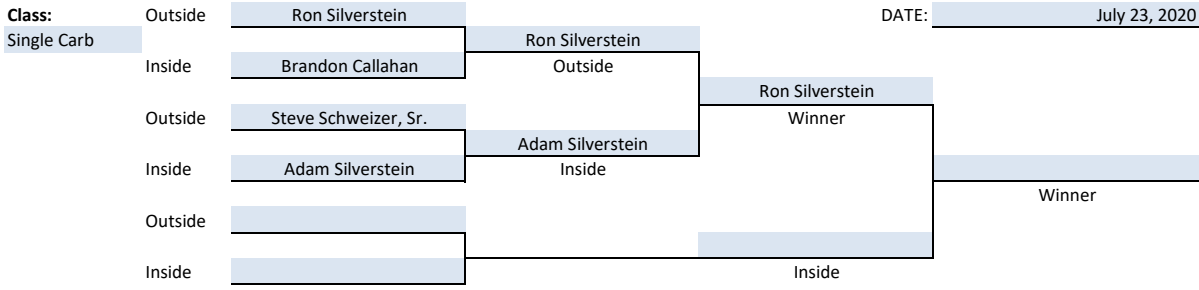 Class: Outside Ron Silverstein DATE: July 23, 2020
Single Carb Ron Silverstein
Inside Brandon Callahan Outside
Ron Silverstein
Outside Steve Schweizer, Sr. Winner
Adam Silverstein
Inside Adam Silverstein Inside
Winner
Outside
Inside Inside